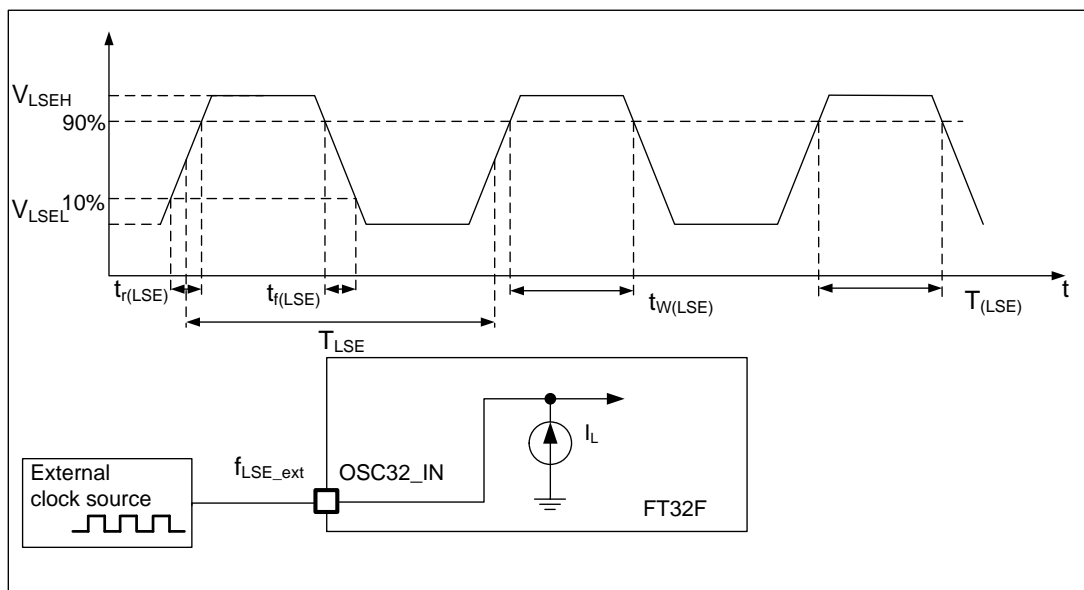 V_LSEH
90%
10%
V_LSEL
t_r(LSE)
t_f(LSE)
t_W(LSE)
T_(LSE)
t
T_LSE
External
clock source
f_LSE_ext
OSC32_IN
I_L
FT32F